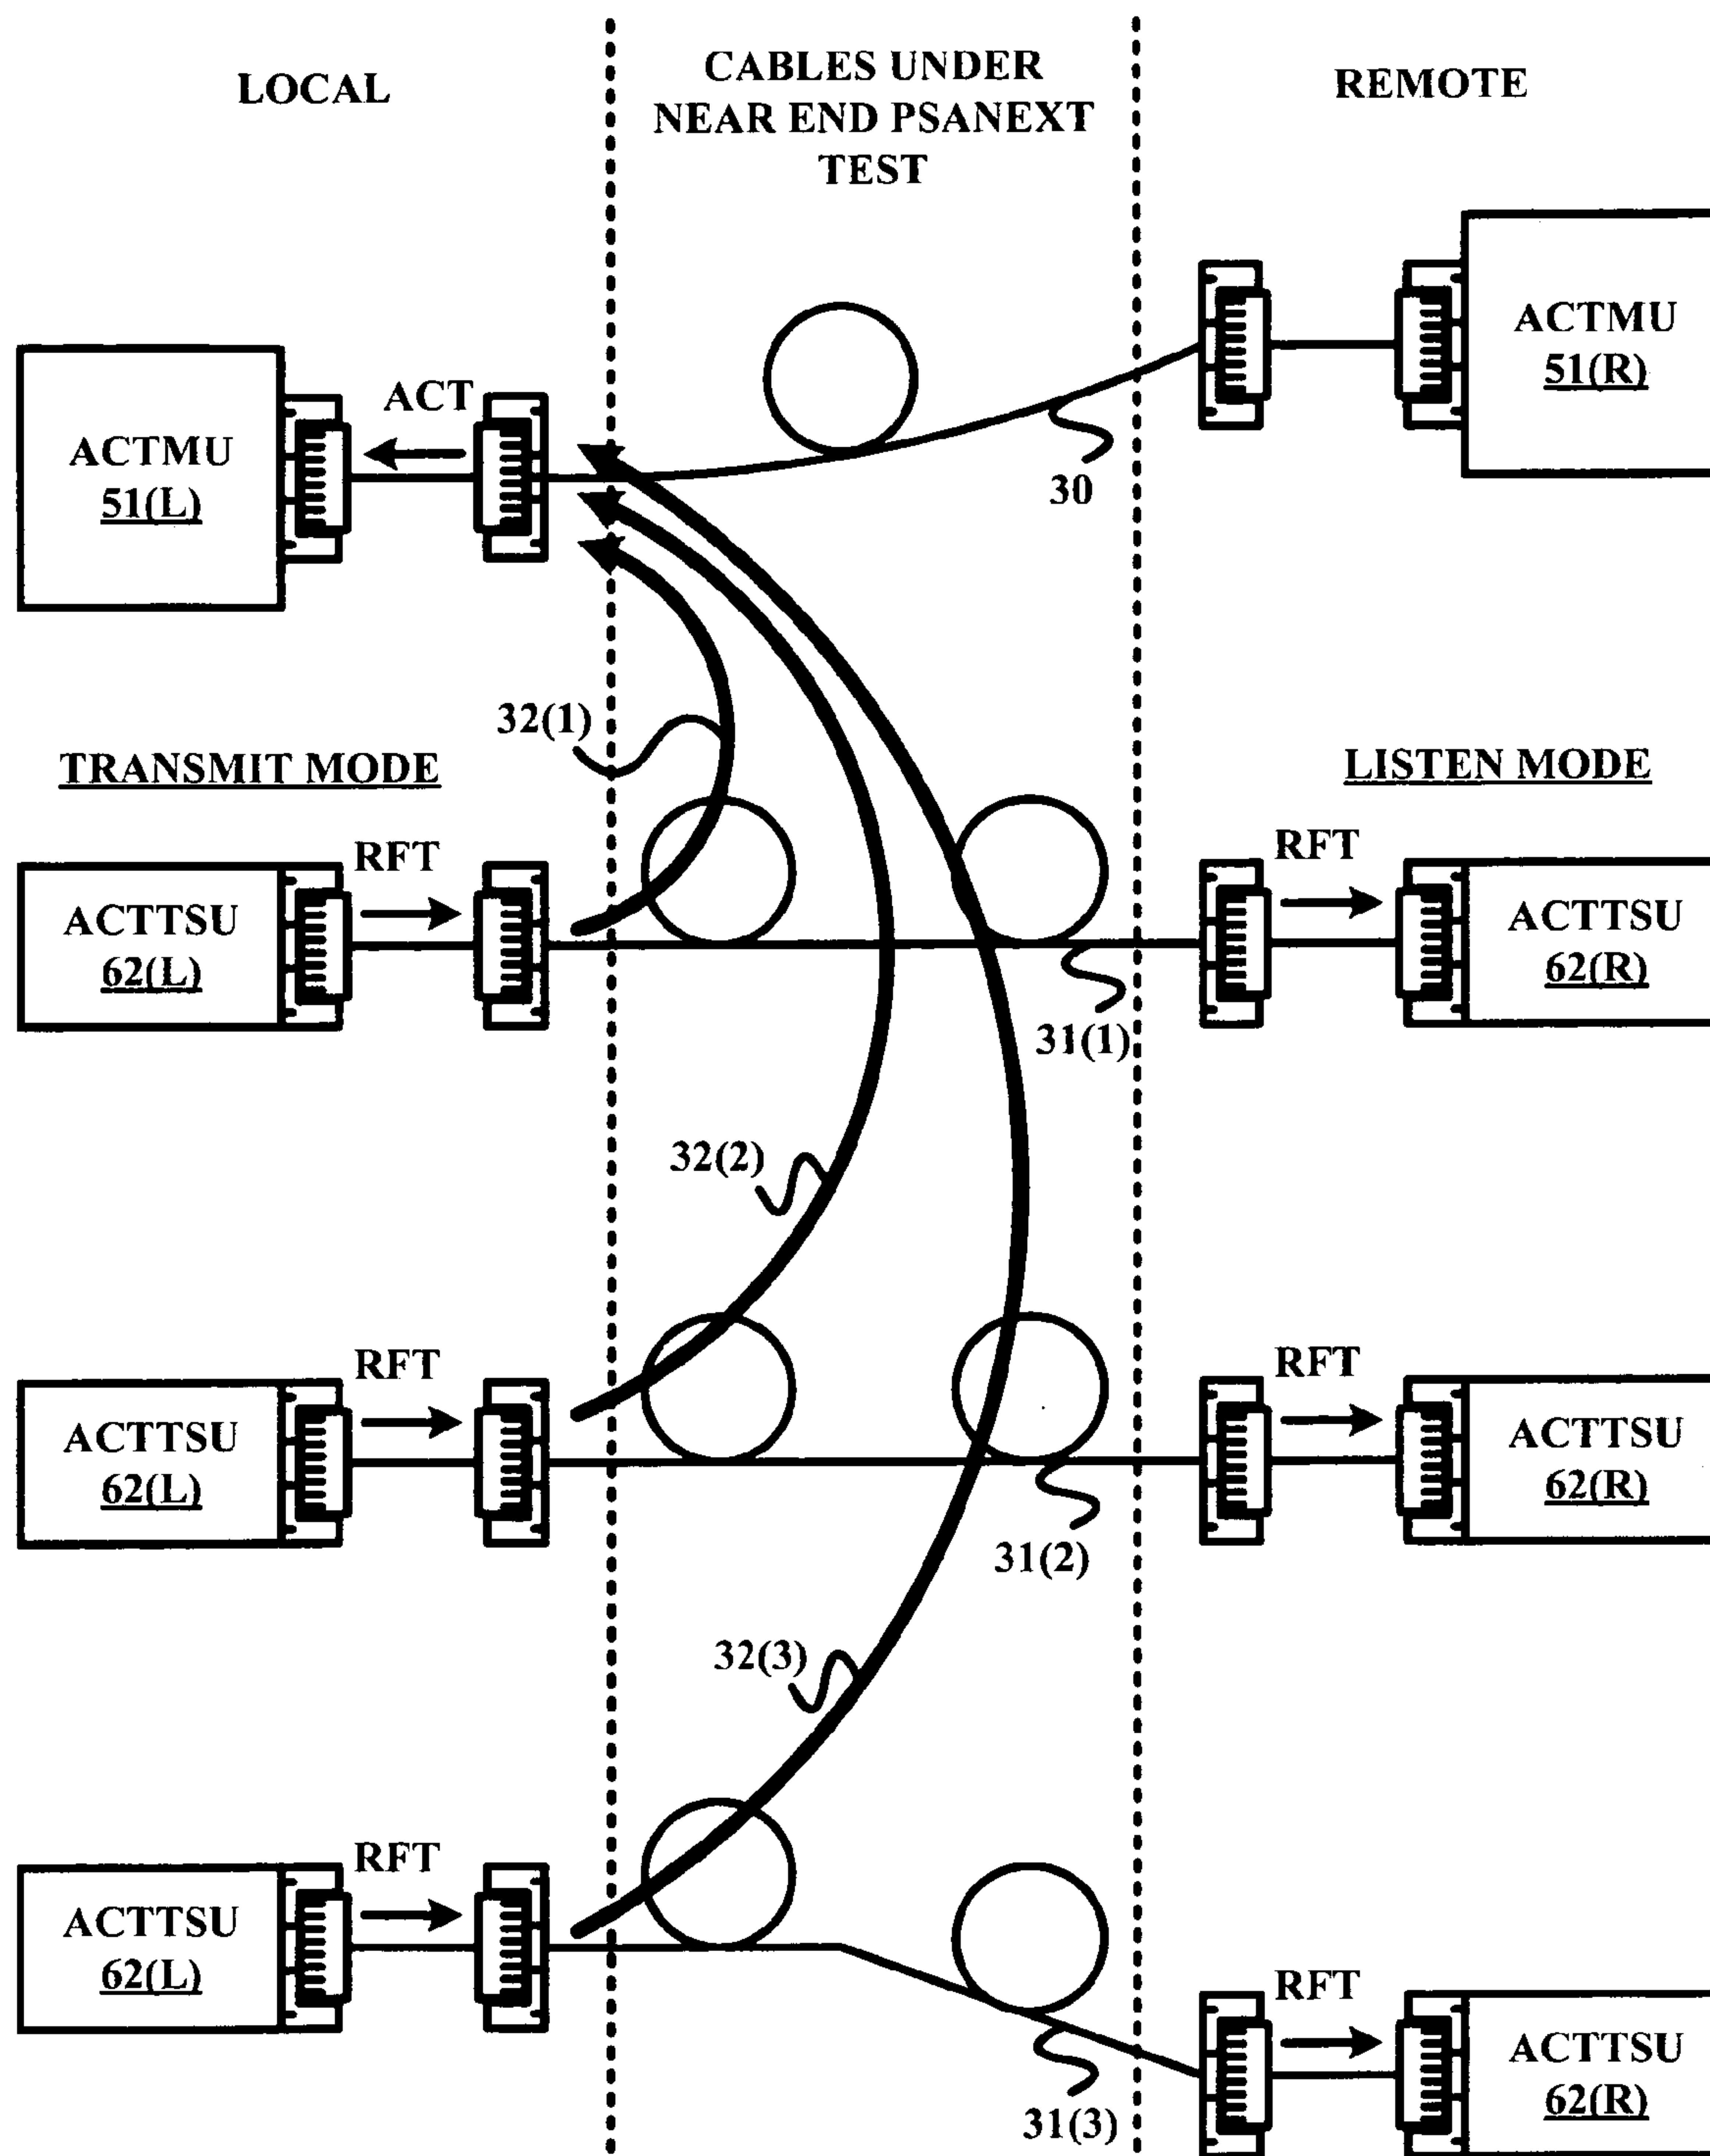 LOCAL
CABLES UNDER
NEAR END PSANEXT
TEST
REMOTE
ACTMU
51(R)
ACT
ACTMU
51(L)
30
32(1)
TRANSMIT MODE
LISTEN MODE
RFT
RFT
ACTTSU
62(L)
ACTTSU
62(R)
31(1)
32(2)
RFT
RFT
ACTTSU
62(L)
ACTTSU
62(R)
31(2)
32(3)
RFT
ACTTSU
62(L)
RFT
ACTTSU
62(R)
31(3)